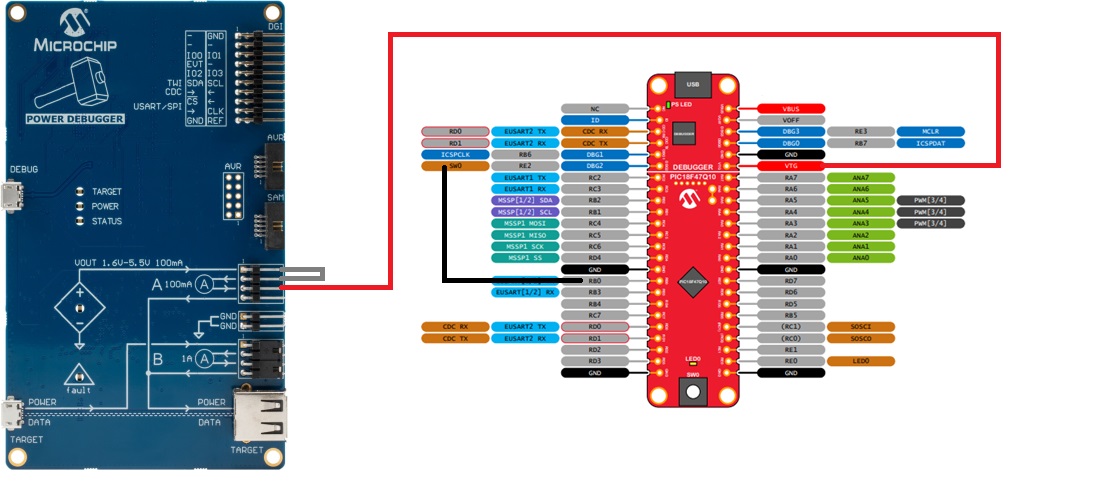 MICROCHIP
POWER DEBUGGER
DGI
- GND
- -
IO0 IO1
EVT -
IO2 IO3
TWI SDA SCL
CDC → ←
CS ←
USART/SPI → CLK
GND REF
AVR
AVR
SAM
DEBUG
TARGET
POWER
STATUS
VOUT 1.6V-5.5V 100mA
A 100mA A
GND
GND
B 1A A
fault
POWER
DATA
TARGET
POWER
DATA
TARGET
USB
PS LED
DEBUGGER
DEBUGGER
PIC18F47Q10
PIC18F47Q10
LED0
SW0
NC
ID
RD0 EUSART2 TX CDC RX
RD1 EUSART2 RX CDC TX
ICSPCLK RB6 DBG1
SW0 RE2 DBG2
EUSART1 TX RC2
EUSART1 RX RC3
MSSP[1/2] SDA RB2
MSSP[1/2] SCL RB1
MSSP1 MOSI RC4
MSSP1 MISO RC5
MSSP1 SCK RC6
MSSP1 SS RD4
GND
RB0
EUSART[1/2] RX RB3
RB4
RC7
CDC RX EUSART2 TX RD0
CDC TX EUSART2 RX RD1
RD2
RD3
GND
VBUS
VOFF
DBG3 RE3 MCLR
DBG0 RB7 ICSPDAT
GND
VTG
RA7 ANA7
RA6 ANA6
RA5 ANA5 PWM[3/4]
RA4 ANA4 PWM[3/4]
RA3 ANA3 PWM[3/4]
RA2 ANA2
RA1 ANA1
RA0 ANA0
GND
RD7
RD6
RD5
RB5
(RC1) SOSCI
(RC0) SOSCO
RE1
RE0 LED0
GND